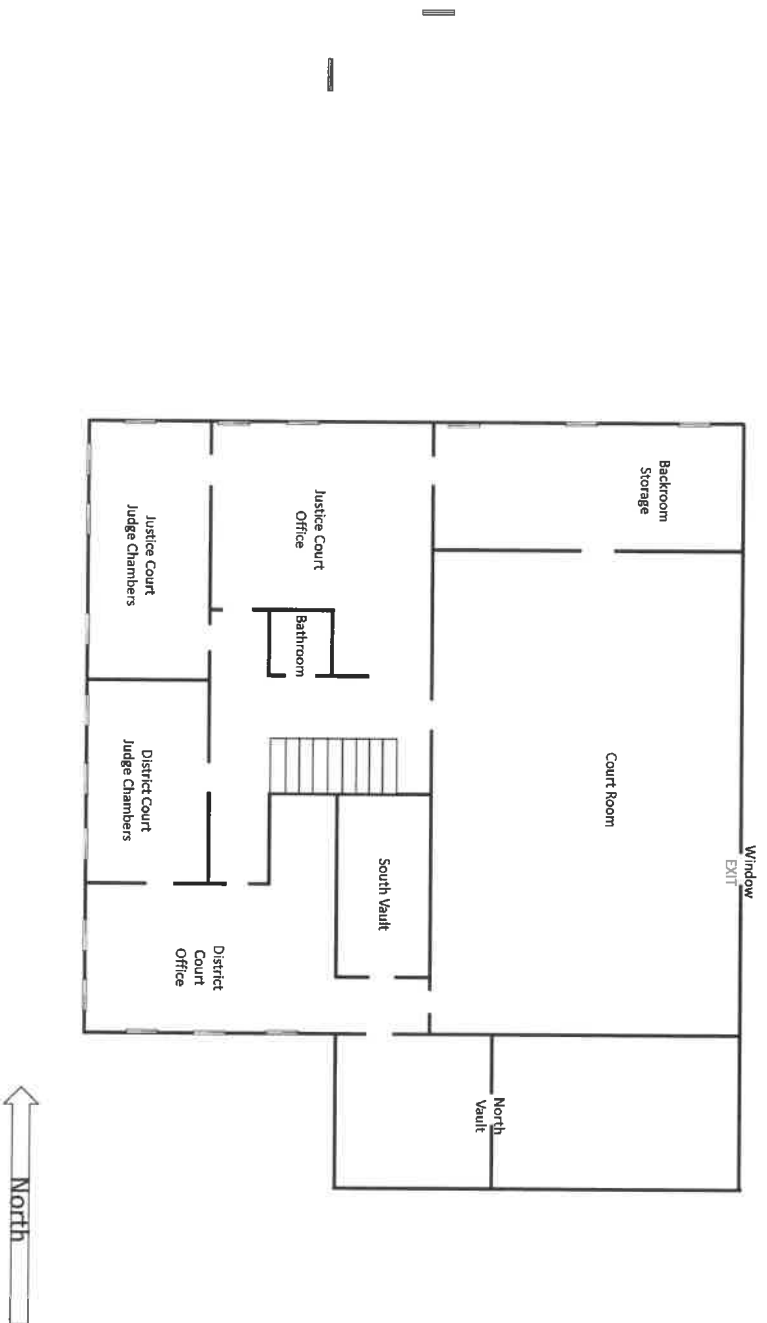 Backroom
Storage
Justice Court
Office
Justice Court
Judge Chambers
Bathroom
Court Room
Window
EXIT
District Court
Judge Chambers
South Vault
District
Court
Office
North
Vault
North